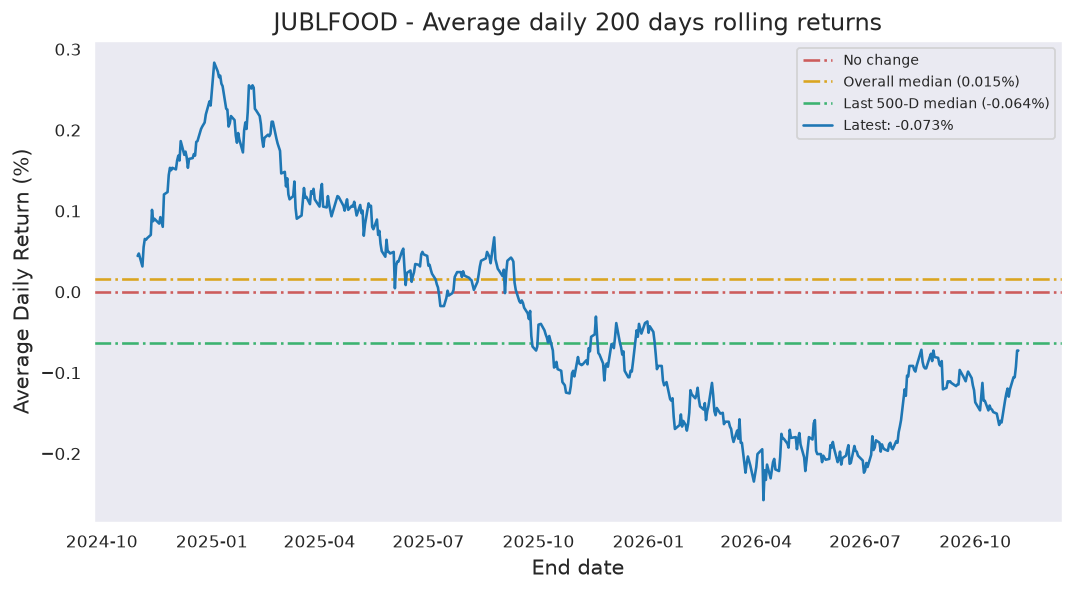 JUBLFOOD - Average daily 200 days rolling returns
No change
Overall median (0.015%)
Last 500-D median (-0.064%)
Latest: -0.073%
Average Daily Return (%)
0.3
0.2
0.1
0.0
−0.1
−0.2
2024-10 2025-01 2025-04 2025-07 2025-10 2026-01 2026-04 2026-07 2026-10
End date